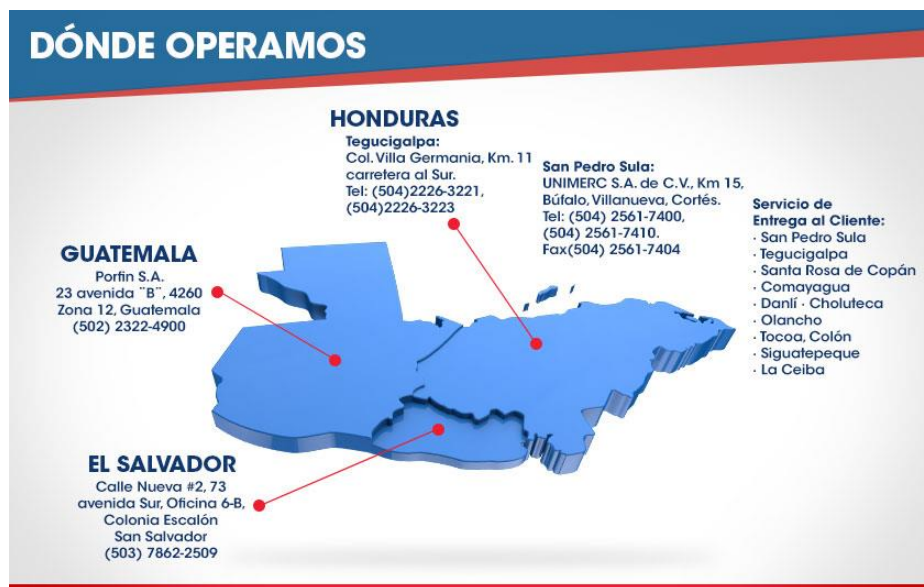 DÓNDE OPERAMOS
HONDURAS
Tegucigalpa:
Col. Villa Germania, Km. 11
carretera al Sur.
Tel: (504)2226-3221,
(504)2226-3223
San Pedro Sula:
UNIMERC S.A. de C.V., Km 15,
Búfalo, Villanueva, Cortés.
Tel: (504) 2561-7400,
(504) 2561-7410.
Fax(504) 2561-7404
Servicio de
Entrega al Cliente:
· San Pedro Sula
· Tegucigalpa
· Santa Rosa de Copán
· Comayagua
· Danlí · Choluteca
· Olancho
· Tocoa, Colón
· Siguatepeque
· La Ceiba
GUATEMALA
Porfin S.A.
23 avenida ¨B¨, 4260
Zona 12, Guatemala
(502) 2322-4900
EL SALVADOR
Calle Nueva #2, 73
avenida Sur, Oficina 6-B,
Colonia Escalón
San Salvador
(503) 7862-2509